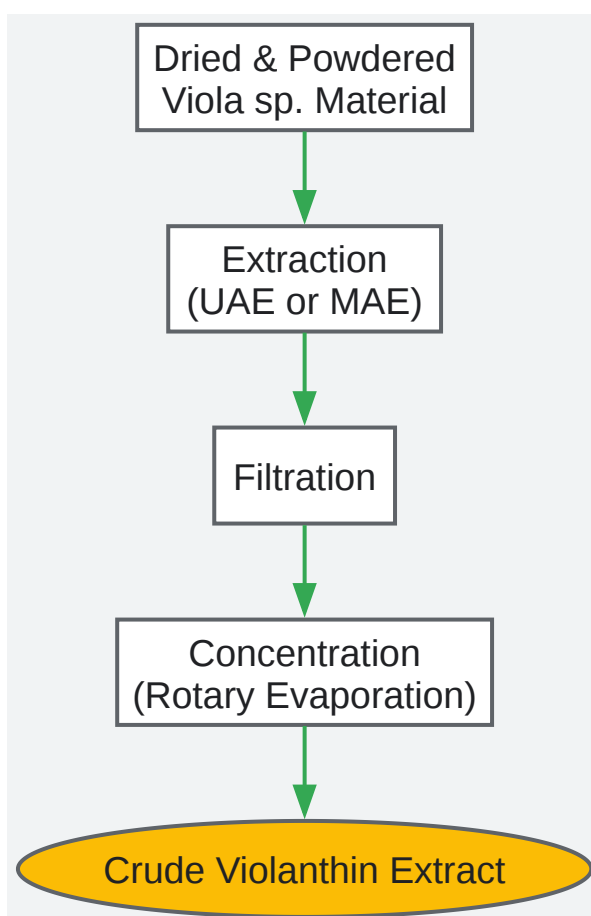 Dried & Powdered
Viola sp. Material
Extraction
(UAE or MAE)
Filtration
Concentration
(Rotary Evaporation)
Crude Violanthin Extract